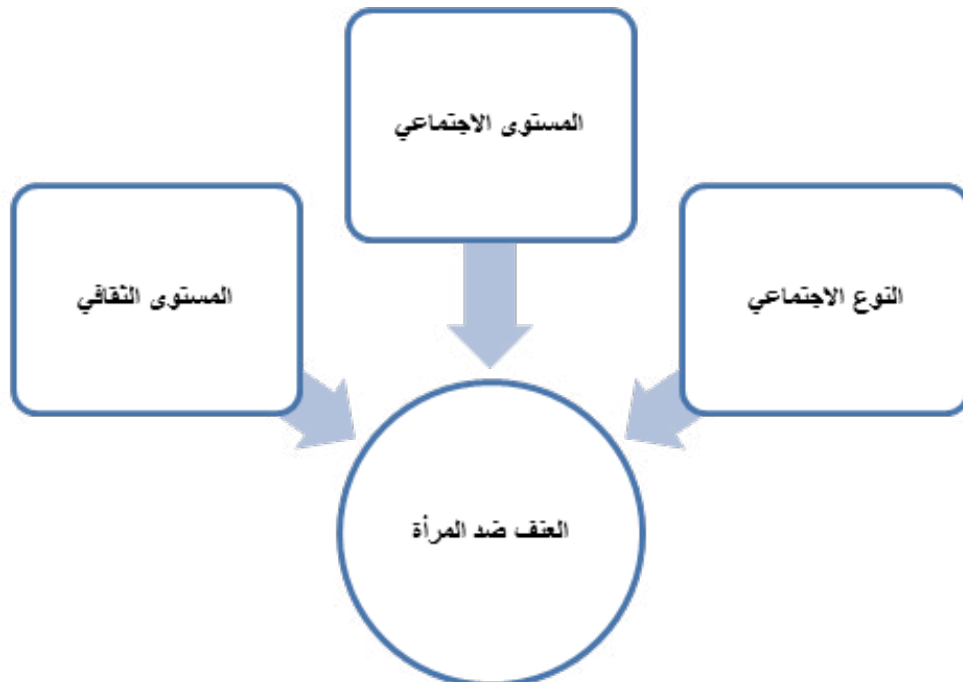 المستوى الاجتماعي
النوع الاجتماعي
المستوى الثقافي
العنف ضد المرأة